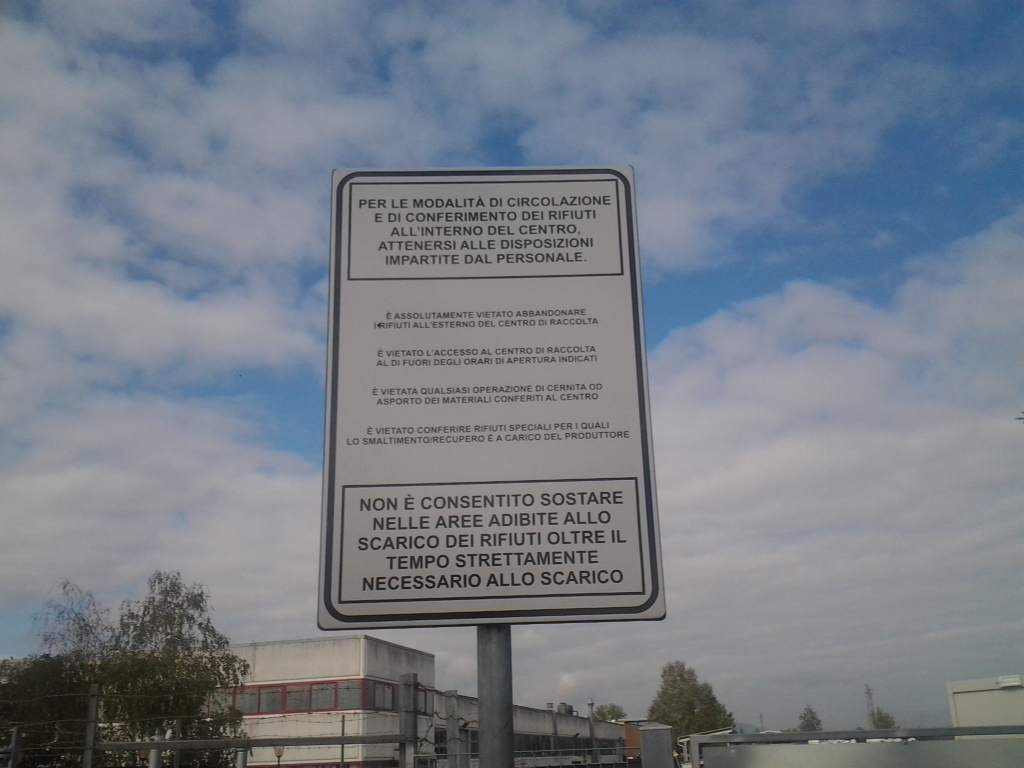 PER LE MODALITÀ DI CIRCOLAZIONE
E DI CONFERIMENTO DEI RIFIUTI
ALL'INTERNO DEL CENTRO,
ATTENERSI ALLE DISPOSIZIONI
IMPARTITE DAL PERSONALE.
È ASSOLUTAMENTE VIETATO ABBANDONARE
I RIFIUTI ALL'ESTERNO DEL CENTRO DI RACCOLTA
È VIETATO L'ACCESSO AL CENTRO DI RACCOLTA
AL DI FUORI DEGLI ORARI DI APERTURA INDICATI
È VIETATA QUALSIASI OPERAZIONE DI CERNITA OD
ASPORTO DEI MATERIALI CONFERITI AL CENTRO
È VIETATO CONFERIRE RIFIUTI SPECIALI PER I QUALI
LO SMALTIMENTO/RECUPERO È A CARICO DEL PRODUTTORE
NON È CONSENTITO SOSTARE
NELLE AREE ADIBITE ALLO
SCARICO DEI RIFIUTI OLTRE IL
TEMPO STRETTAMENTE
NECESSARIO ALLO SCARICO